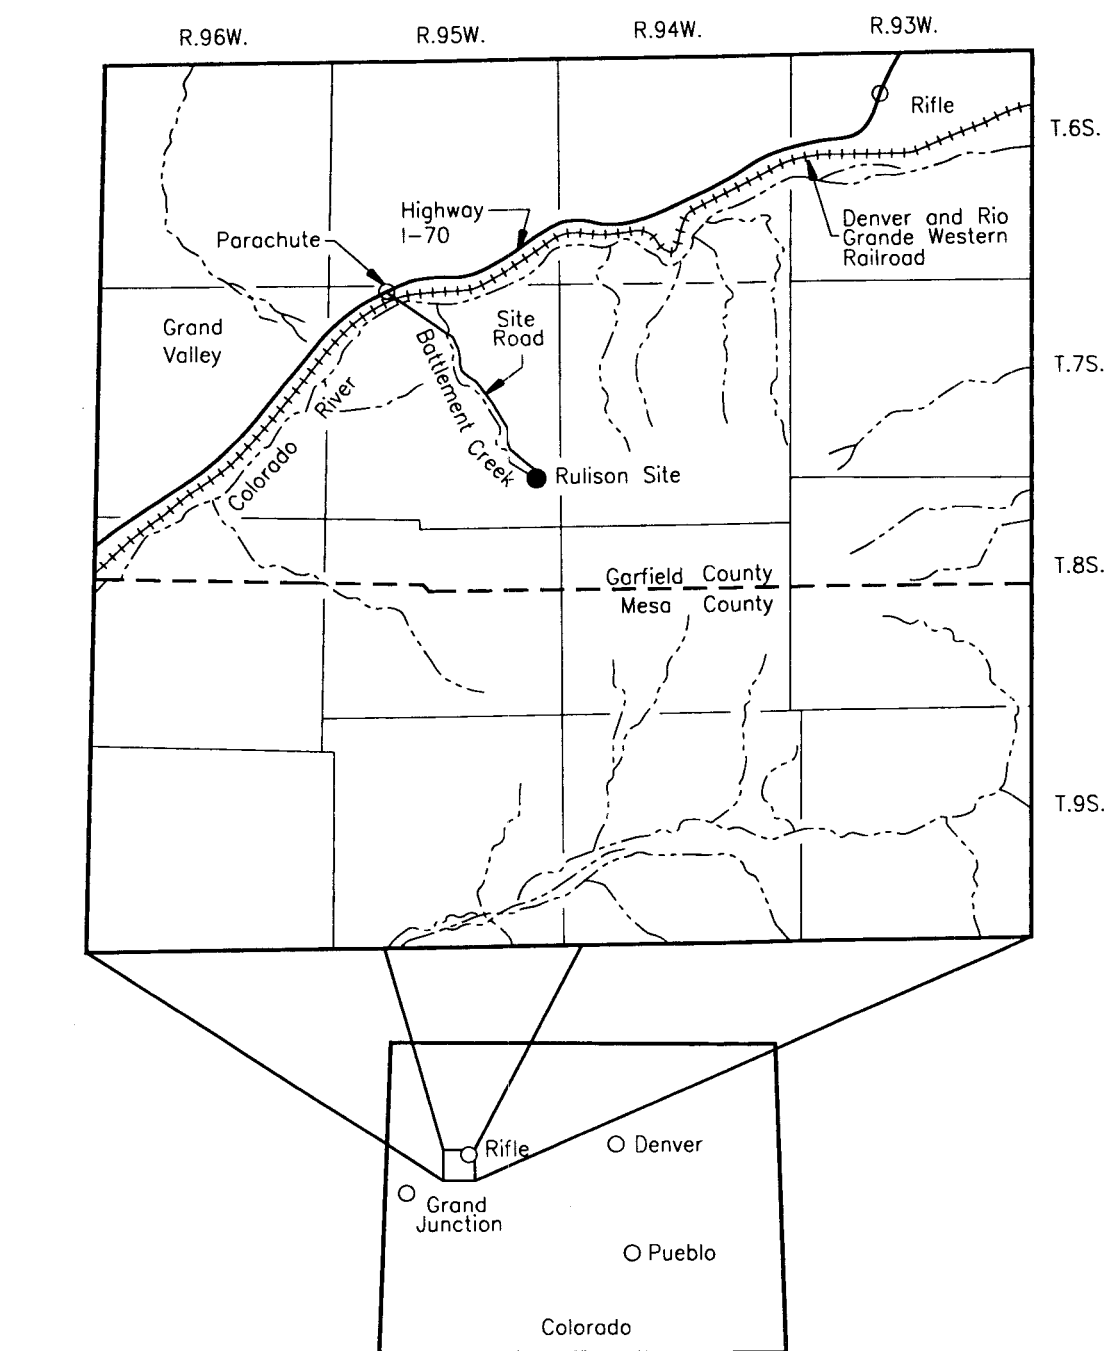 R.96W. R.95W. R.94W. R.93W.
Rifle
T.6S.
Highway
I-70
Denver and Rio
Grande Western
Railroad
Parachute
Grand
Valley
Site
Road
T.7S.
Battlement Creek
Colorado River
Rulison Site
T.8S.
Garfield County
Mesa County
T.9S.
Rifle
Denver
Grand
Junction
Pueblo
Colorado